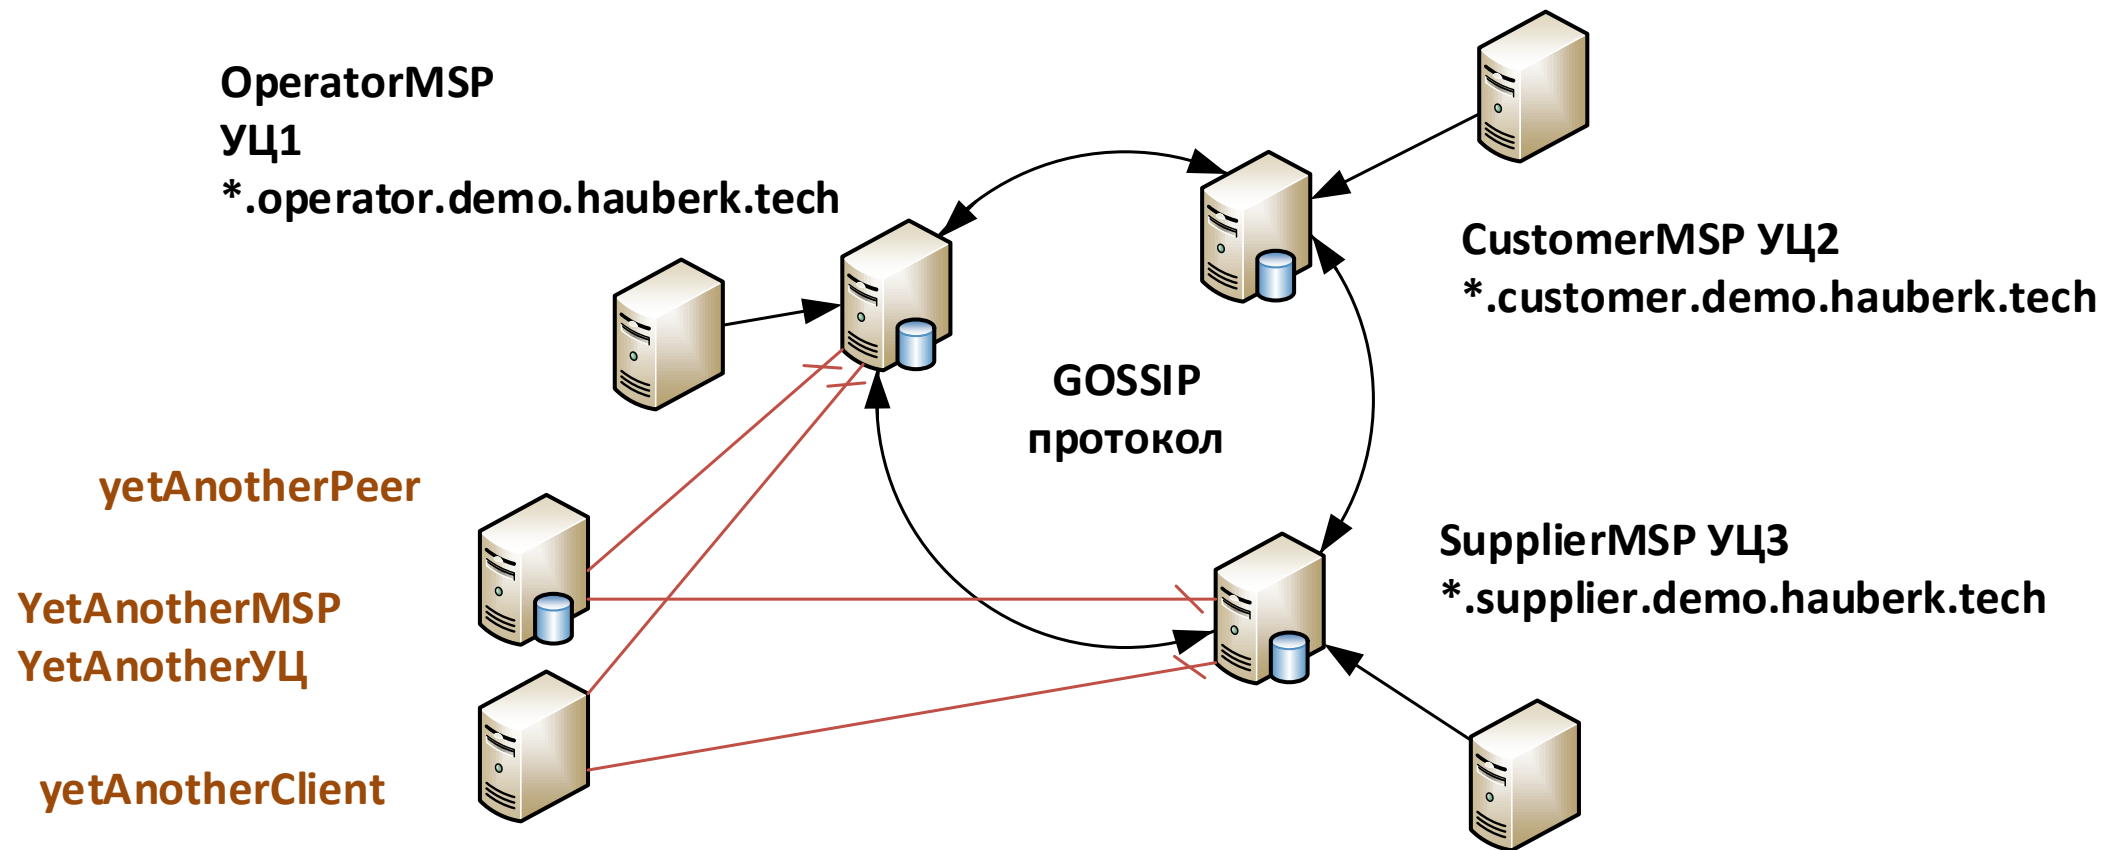 OperatorMSP
УЦ1
*.operator.demo.hauberk.tech
CustomerMSP УЦ2
*.customer.demo.hauberk.tech
GOSSIP
протокол
yetAnotherPeer
YetAnotherMSP
YetAnotherУЦ
yetAnotherClient
SupplierMSP УЦ3
*.supplier.demo.hauberk.tech